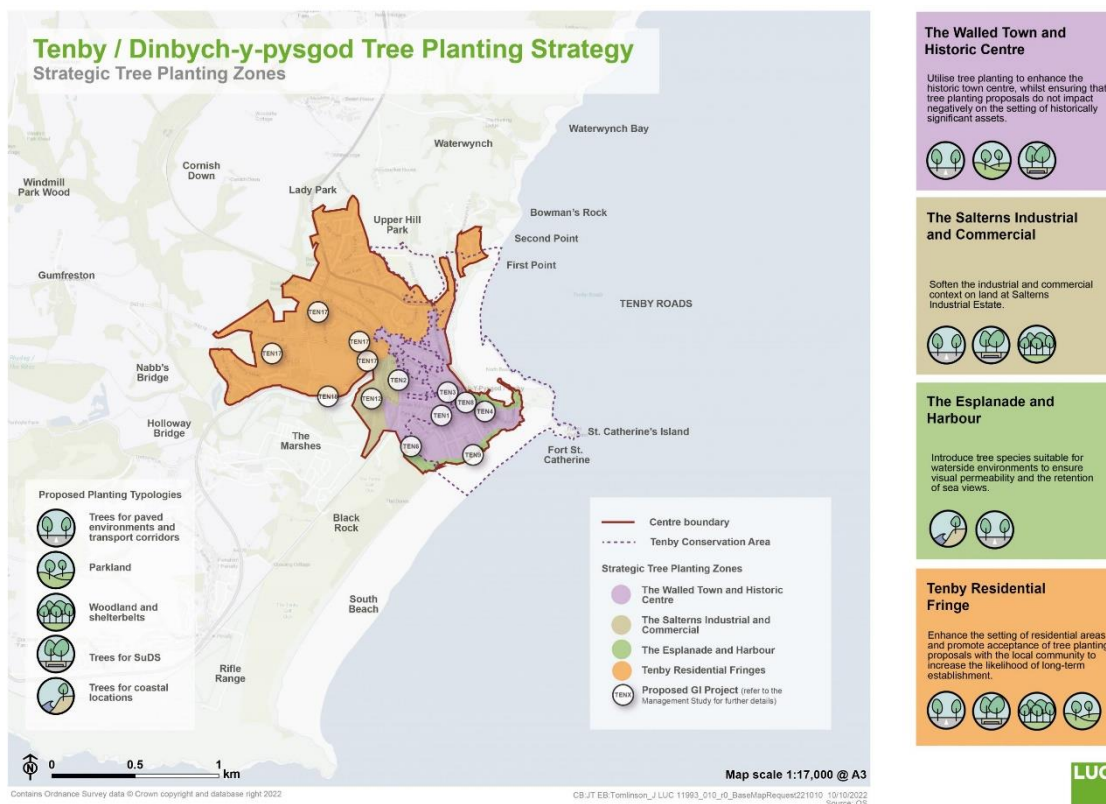 Tenby / Dinbych-y-pysgod Tree Planting Strategy
Strategic Tree Planting Zones
Waterwynch Bay
Waterwynch
Cornish
Down
Windmill
Park Wood
Lady Park
Upper Hill
Park
Bowman's Rock
Second Point
First Point
Gumfreston
TENBY ROADS
TEN17
TEN17
TEN17
TEN17
Nabb's
Bridge
TEN2
TEN3
TEN8
TEN4
TEN1
TEN12
Holloway
Bridge
The
Marshes
St. Catherine's Island
Fort St.
Catherine
TEN6
TEN9
Black
Rock
South
Beach
Rifle
Range
Proposed Planting Typologies
Trees for paved
environments and
transport corridors
Parkland
Woodland and
shelterbelts
Trees for SuDS
Trees for coastal
locations
Centre boundary
Tenby Conservation Area
Strategic Tree Planting Zones
The Walled Town and Historic
Centre
The Salterns Industrial and
Commercial
The Esplanade and Harbour
Tenby Residential Fringes
TENX
Proposed GI Project (refer to the
Management Study for further details)
0 0.5 1
km
Map scale 1:17,000 @ A3
Contains Ordnance Survey data © Crown copyright and database right 2022
CB:JT EB:Tomlinson_J LUC 11993_010_r0_BaseMapRequest221010 10/10/2022
Source: OS
The Walled Town and
Historic Centre
Utilise tree planting to enhance the
historic town centre, whilst ensuring that
tree planting proposals do not impact
negatively on the setting of historically
significant assets.
The Salterns Industrial
and Commercial
Soften the industrial and commercial
context on land at Salterns
Industrial Estate.
The Esplanade and
Harbour
Introduce tree species suitable for
waterside environments to ensure
visual permeability and the retention
of sea views.
Tenby Residential
Fringe
Enhance the setting of residential areas
and promote acceptance of tree planting
proposals with the local community to
increase the likelihood of long-term
establishment.
LUC